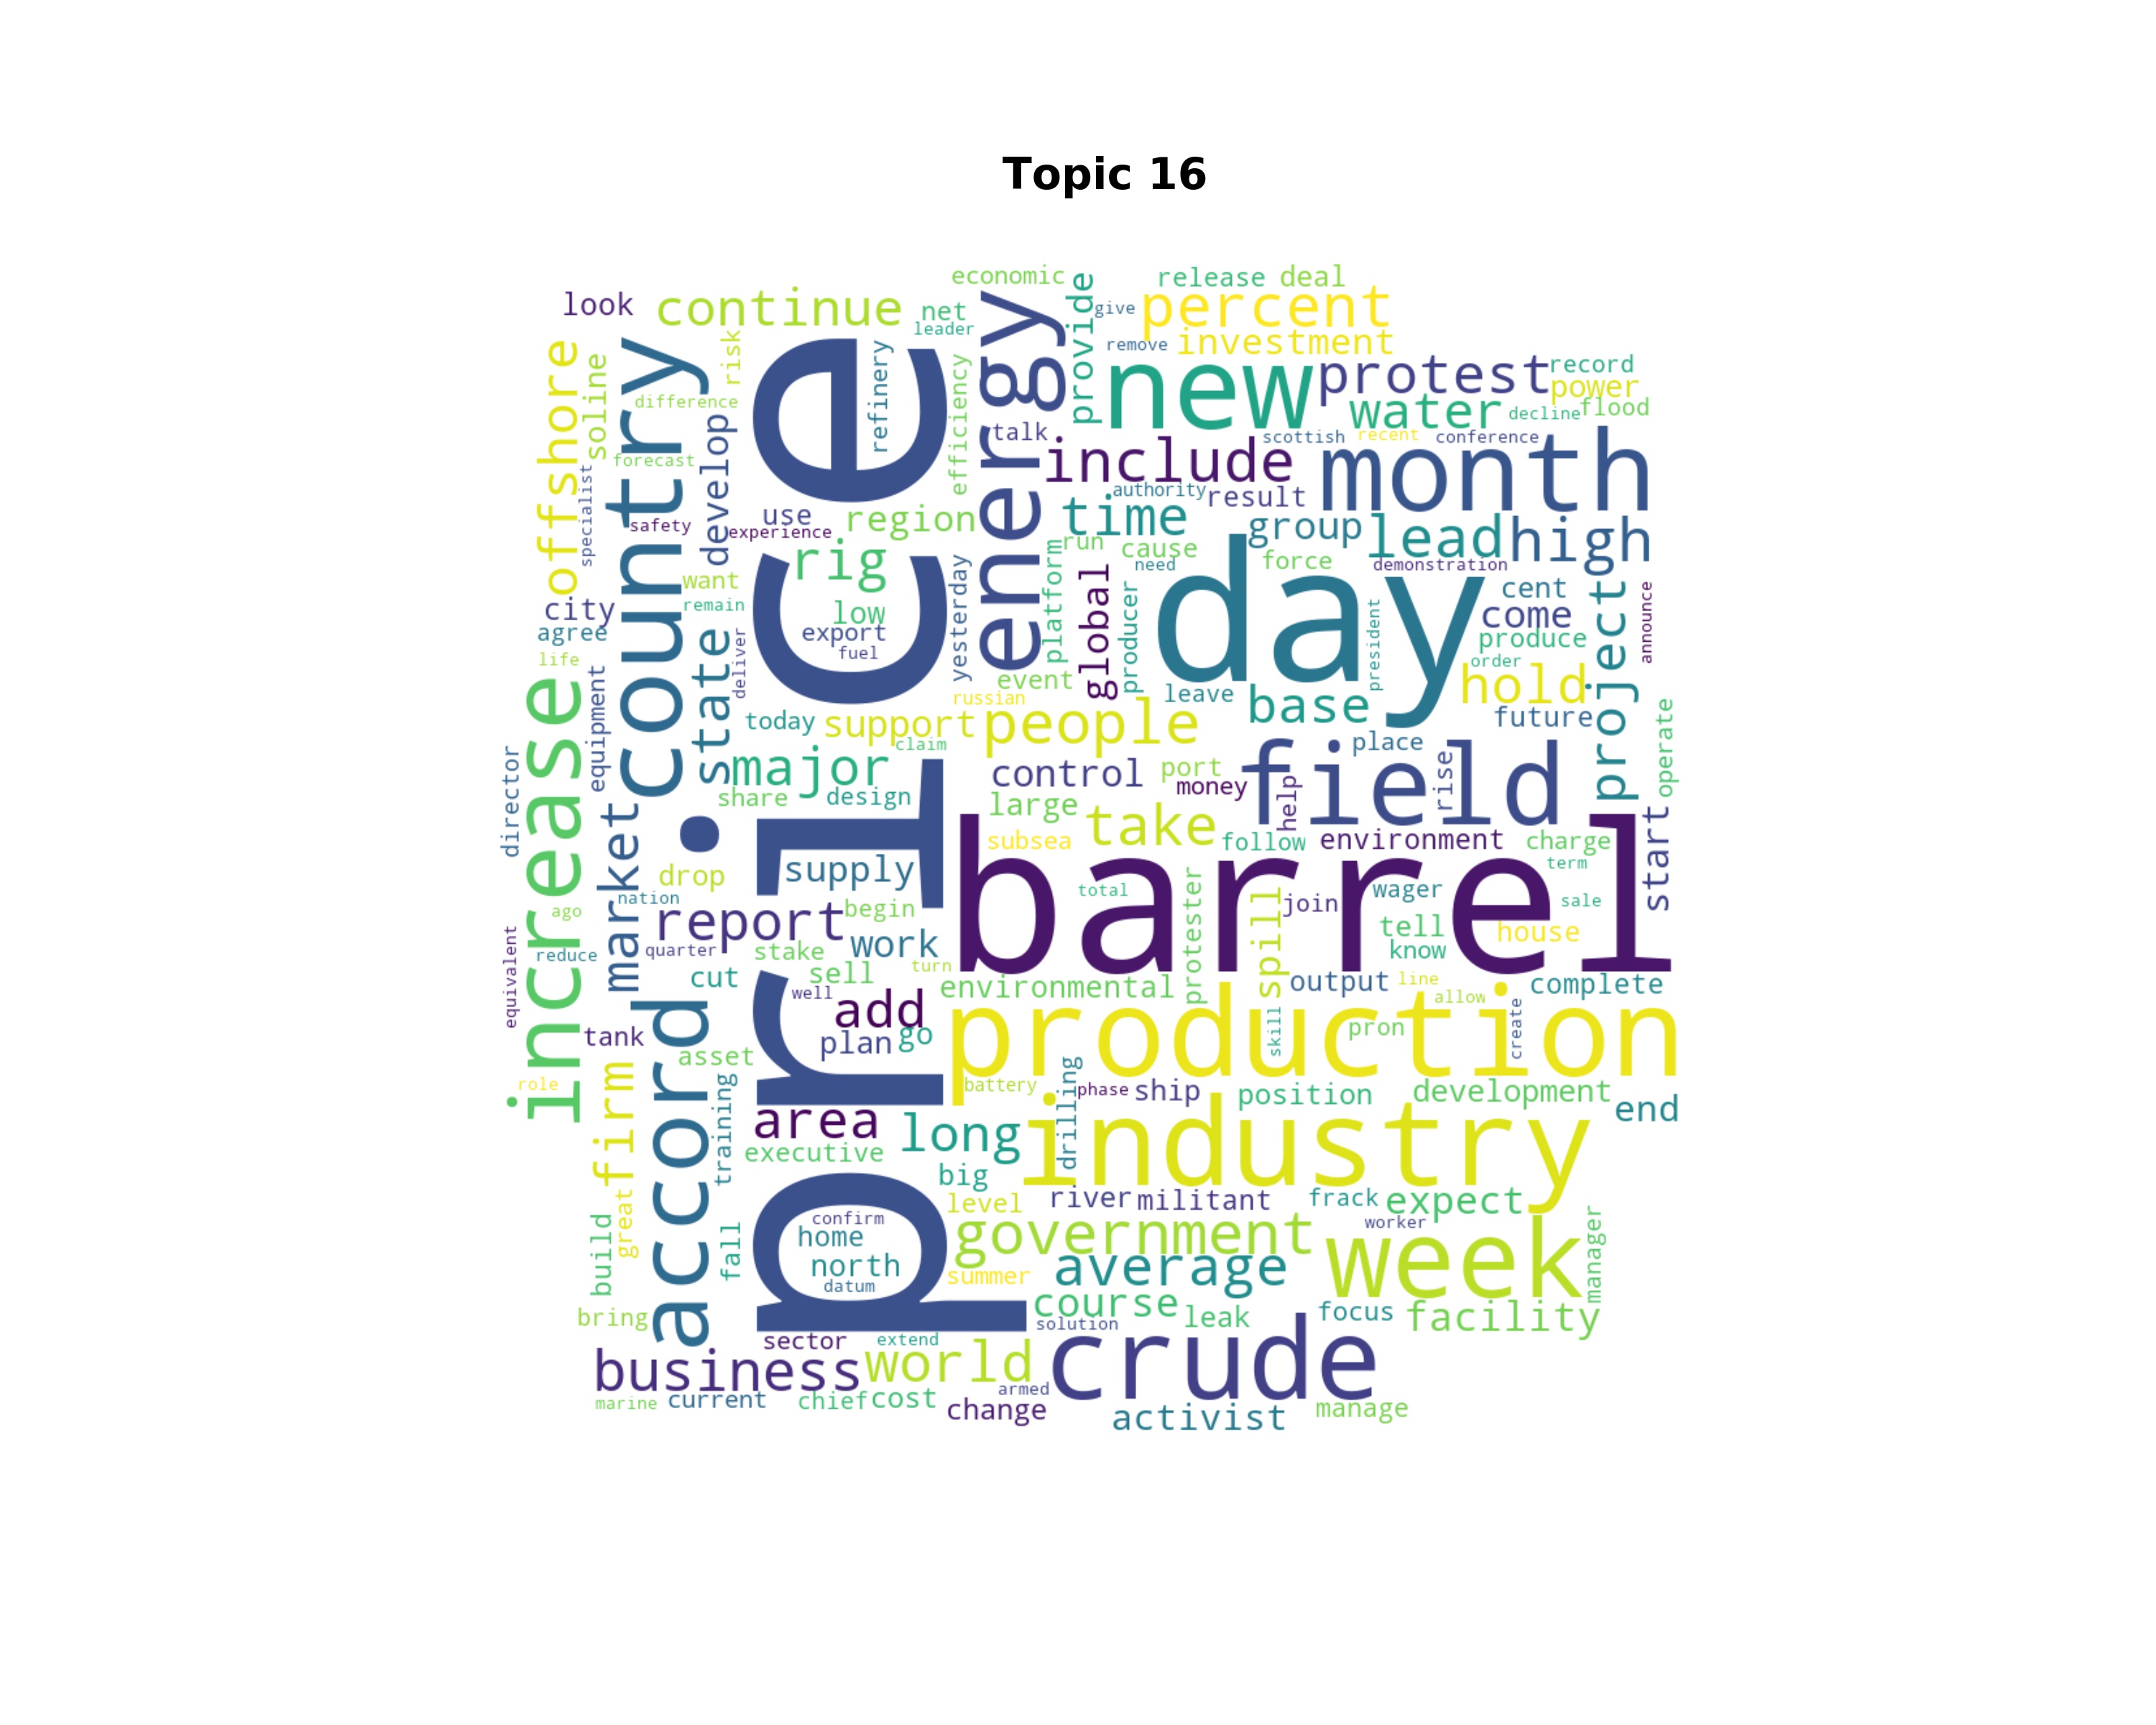 Topic 16
economic
release deal
look
continue
net
leader
provide
give
percent
remove
investment
energy
offshore
soline
risk
country
price
refinery
efficiency
new
protest
record
power
water
decline
flood
difference
develop
talk
include
scottish
recent
conference
month
forecast
specialist
safety
use
experience
region
authority
result
time
group
lead
high
rig
run
cause
need
force
demonstration
want
low
yesterday
platform
global
producer
day
president
cent
come
produce
project
announce
city
agree
remain
export
fuel
state
deliver
life
event
russian
leave
base
order
hold
future
operate
increase
equipment
today
support
claim
people
place
director
major
share
design
control
port
money
field
rise
help
large
take
follow
environment
charge
start
market
supply
subsea
barrel
term
drop
nation
total
protester
spill
join
wager
sale
ago
report
begin
tell
house
know
equivalent
reduce
quarter
stake
work
cut
sell
turn
environmental
output
line
complete
well
add
production
allow
accord
tank
plan
go
skill
pron
create
asset
role
firm
training
battery
drilling
phase
ship
position
development
end
area
long
industry
executive
big
level
river
militant
frack
expect
build
great
fall
confirm
home
north
datum
government
worker
week
manager
summer
average
bring
course
leak
focus
facility
solution
sector
extend
crude
business
world
armed
marine
current
chief
cost
change
activist
manage